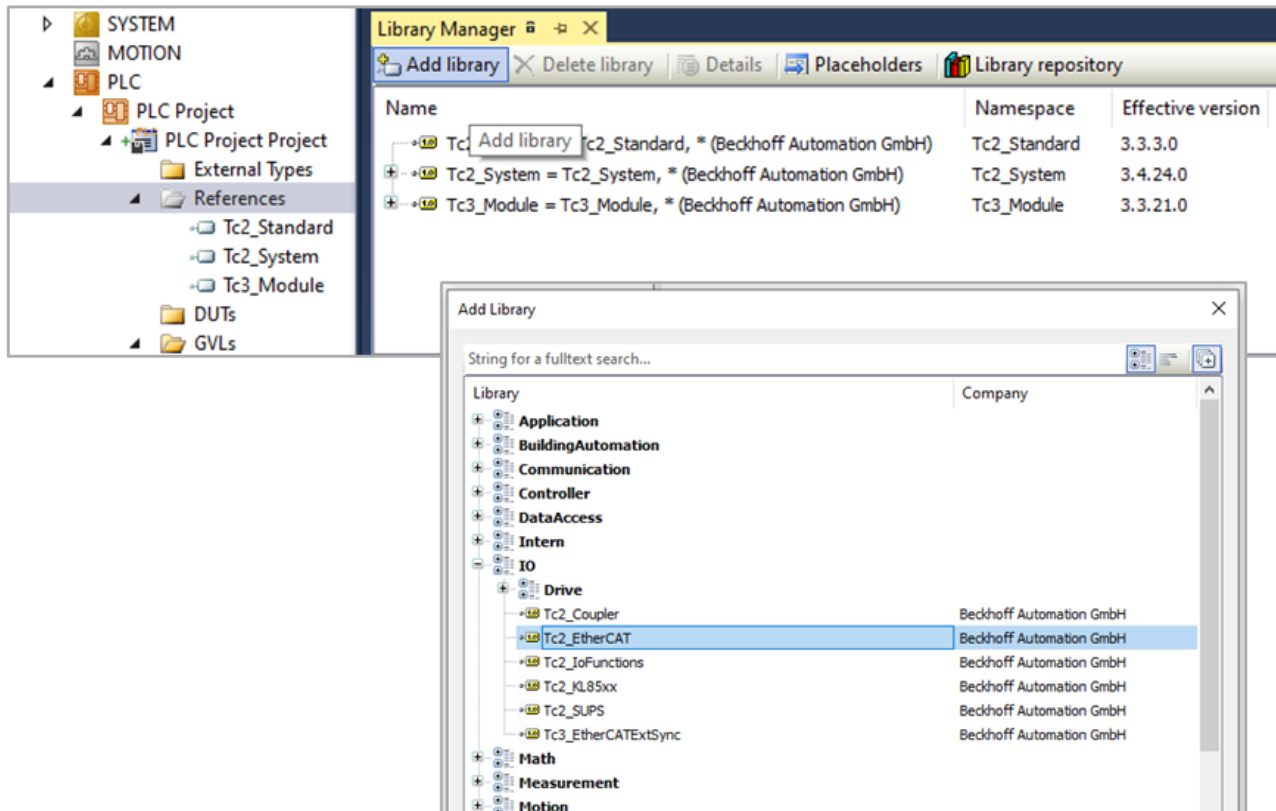 SYSTEM
MOTION
PLC
PLC Project
PLC Project Project
External Types
References
Tc2_Standard
Tc2_System
Tc3_Module
DUTs
GVLs
Library Manager
Add library Delete library Details Placeholders Library repository
Name Namespace Effective version
Tc2_Standard, * (Beckhoff Automation GmbH) Tc2_Standard 3.3.3.0
Add library
Tc2_System = Tc2_System, * (Beckhoff Automation GmbH) Tc2_System 3.4.24.0
Tc3_Module = Tc3_Module, * (Beckhoff Automation GmbH) Tc3_Module 3.3.21.0
Add Library
String for a fulltext search...
Library Company
Application
BuildingAutomation
Communication
Controller
DataAccess
Intern
IO
Drive
Tc2_Coupler Beckhoff Automation GmbH
Tc2_EtherCAT Beckhoff Automation GmbH
Tc2_IoFunctions Beckhoff Automation GmbH
Tc2_KL85xx Beckhoff Automation GmbH
Tc2_SUPS Beckhoff Automation GmbH
Tc3_EtherCATExtSync Beckhoff Automation GmbH
Math
Measurement
Motion